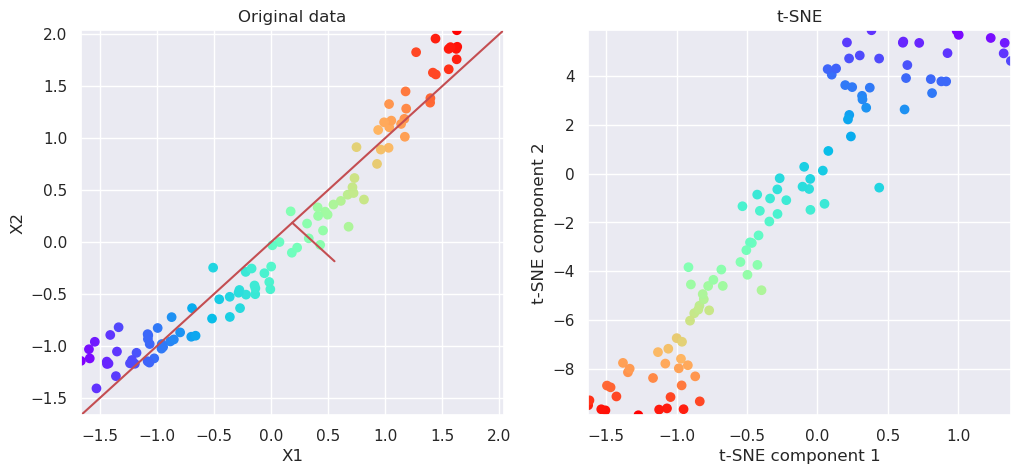 Original data
2.0
1.5
1.0
0.5
0.0
−0.5
−1.0
−1.5
X2
−1.5 −1.0 −0.5 0.0 0.5 1.0 1.5 2.0
X1
t-SNE
4
2
0
−2
−4
−6
−8
t-SNE component 2
−1.5 −1.0 −0.5 0.0 0.5 1.0
t-SNE component 1